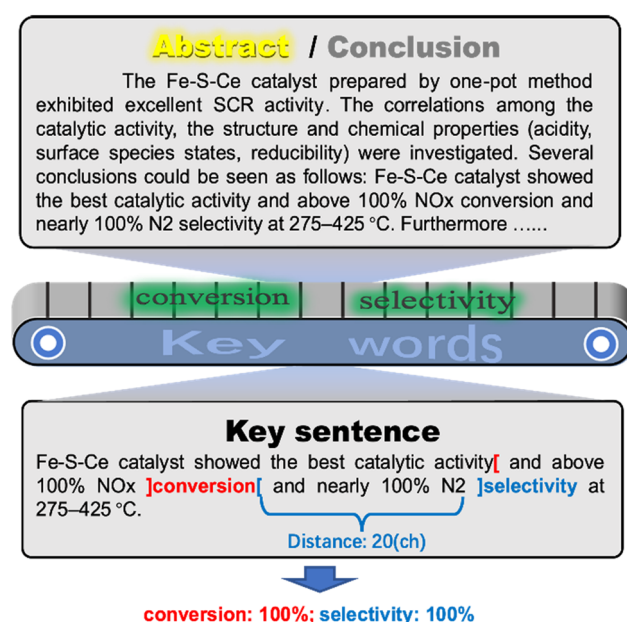 Abstract / Conclusion
The Fe-S-Ce catalyst prepared by one-pot method
exhibited excellent SCR activity. The correlations among the
catalytic activity, the structure and chemical properties (acidity,
surface species states, reducibility) were investigated. Several
conclusions could be seen as follows: Fe-S-Ce catalyst showed
the best catalytic activity and above 100% NOx conversion and
nearly 100% N2 selectivity at 275–425 °C. Furthermore ......
conversion selectivity
Key words
Key sentence
Fe-S-Ce catalyst showed the best catalytic activity[ and above
100% NOx ]conversion[ and nearly 100% N2 ]selectivity at
275–425 °C.
Distance: 20(ch)
conversion: 100%; selectivity: 100%